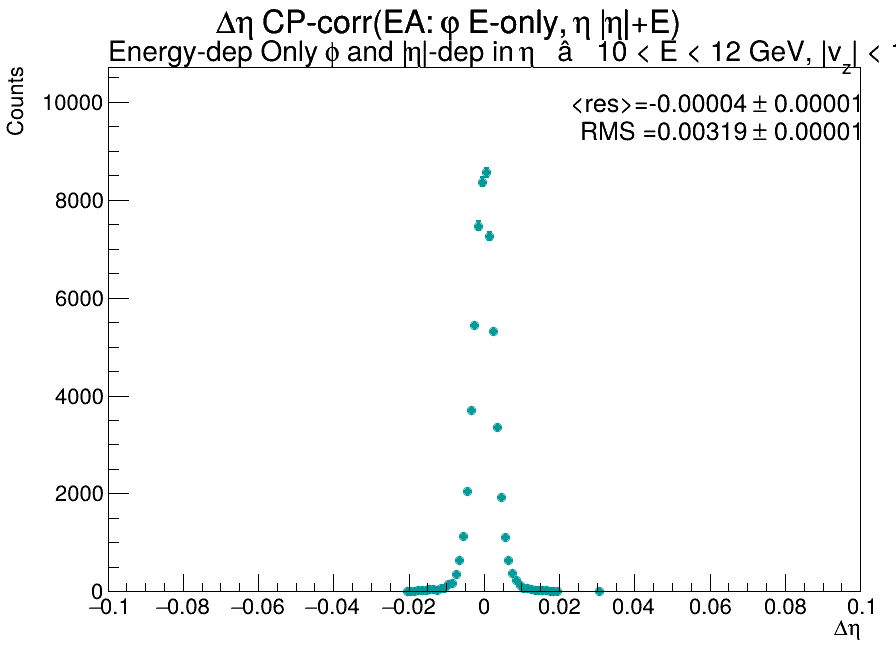 Δη CP-corr(EA: φ E-only, η |η|+E)
Energy-dep Only ϕ and |η|-dep in η â 10 < E < 12 GeV, |v_z| < 1
Counts
<res>=-0.00004 ± 0.00001
RMS =0.00319 ± 0.00001
10000
8000
6000
4000
2000
0
−0.1 −0.08 −0.06 −0.04 −0.02 0 0.02 0.04 0.06 0.08 0.1
Δη